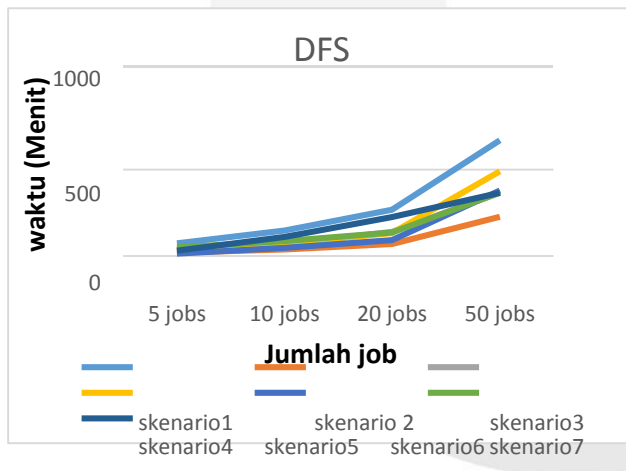 DFS
1000
500
0
waktu (Menit)
5 jobs 10 jobs 20 jobs 50 jobs
Jumlah job
skenario1 skenario 2 skenario3
skenario4 skenario5 skenario6 skenario7